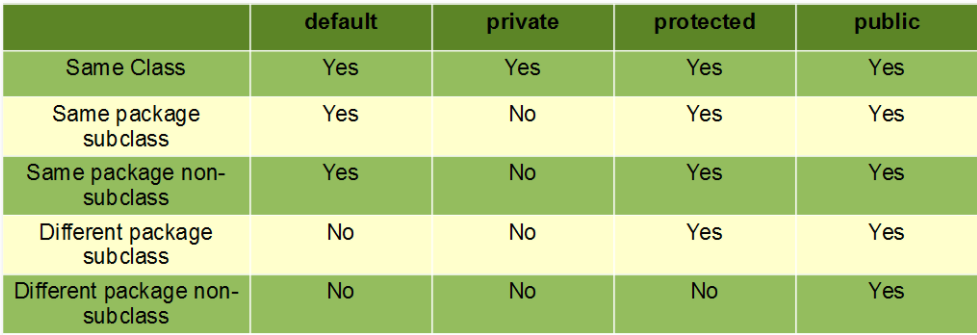 default private protected public
Same Class Yes Yes Yes Yes
Same package
subclass Yes No Yes Yes
Same package non-
subclass Yes No Yes Yes
Different package
subclass No No Yes Yes
Different package non-
subclass No No No Yes